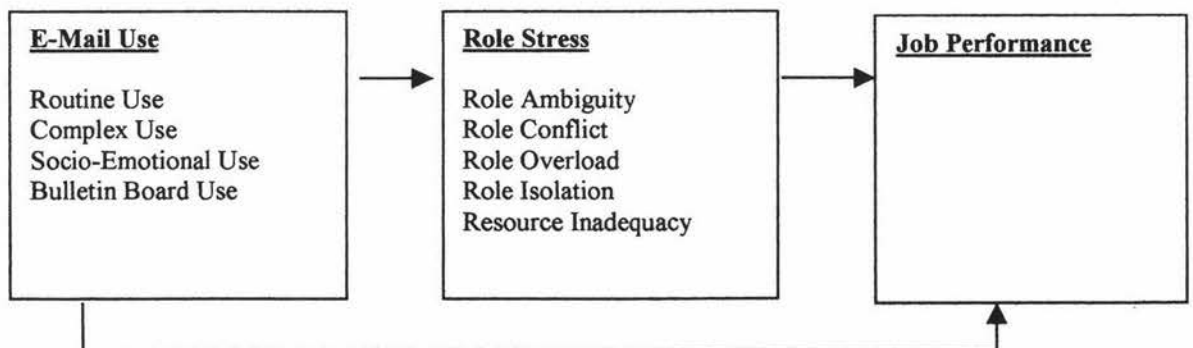 E-Mail Use
Routine Use
Complex Use
Socio-Emotional Use
Bulletin Board Use
Role Stress
Role Ambiguity
Role Conflict
Role Overload
Role Isolation
Resource Inadequacy
Job Performance